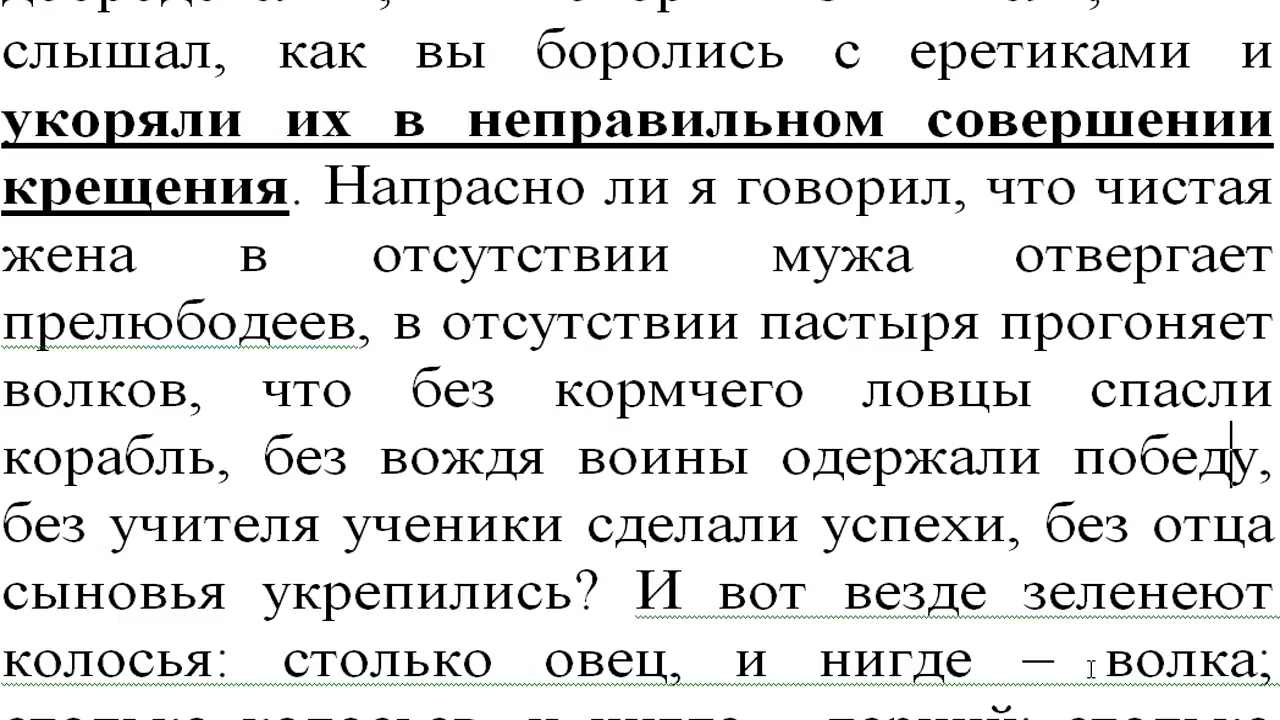 слышал, как вы боролись с еретиками и
укоряли их в неправильном совершении
крещения. Напрасно ли я говорил, что чистая
жена в отсутствии мужа отвергает
прелюбодеев, в отсутствии пастыря прогоняет
волков, что без кормчего ловцы спасли
корабль, без вождя воины одержали победу,
без учителя ученики сделали успехи, без отца
сыновья укрепились? И вот везде зеленеют
колосья: столько овец, и нигде – волка;